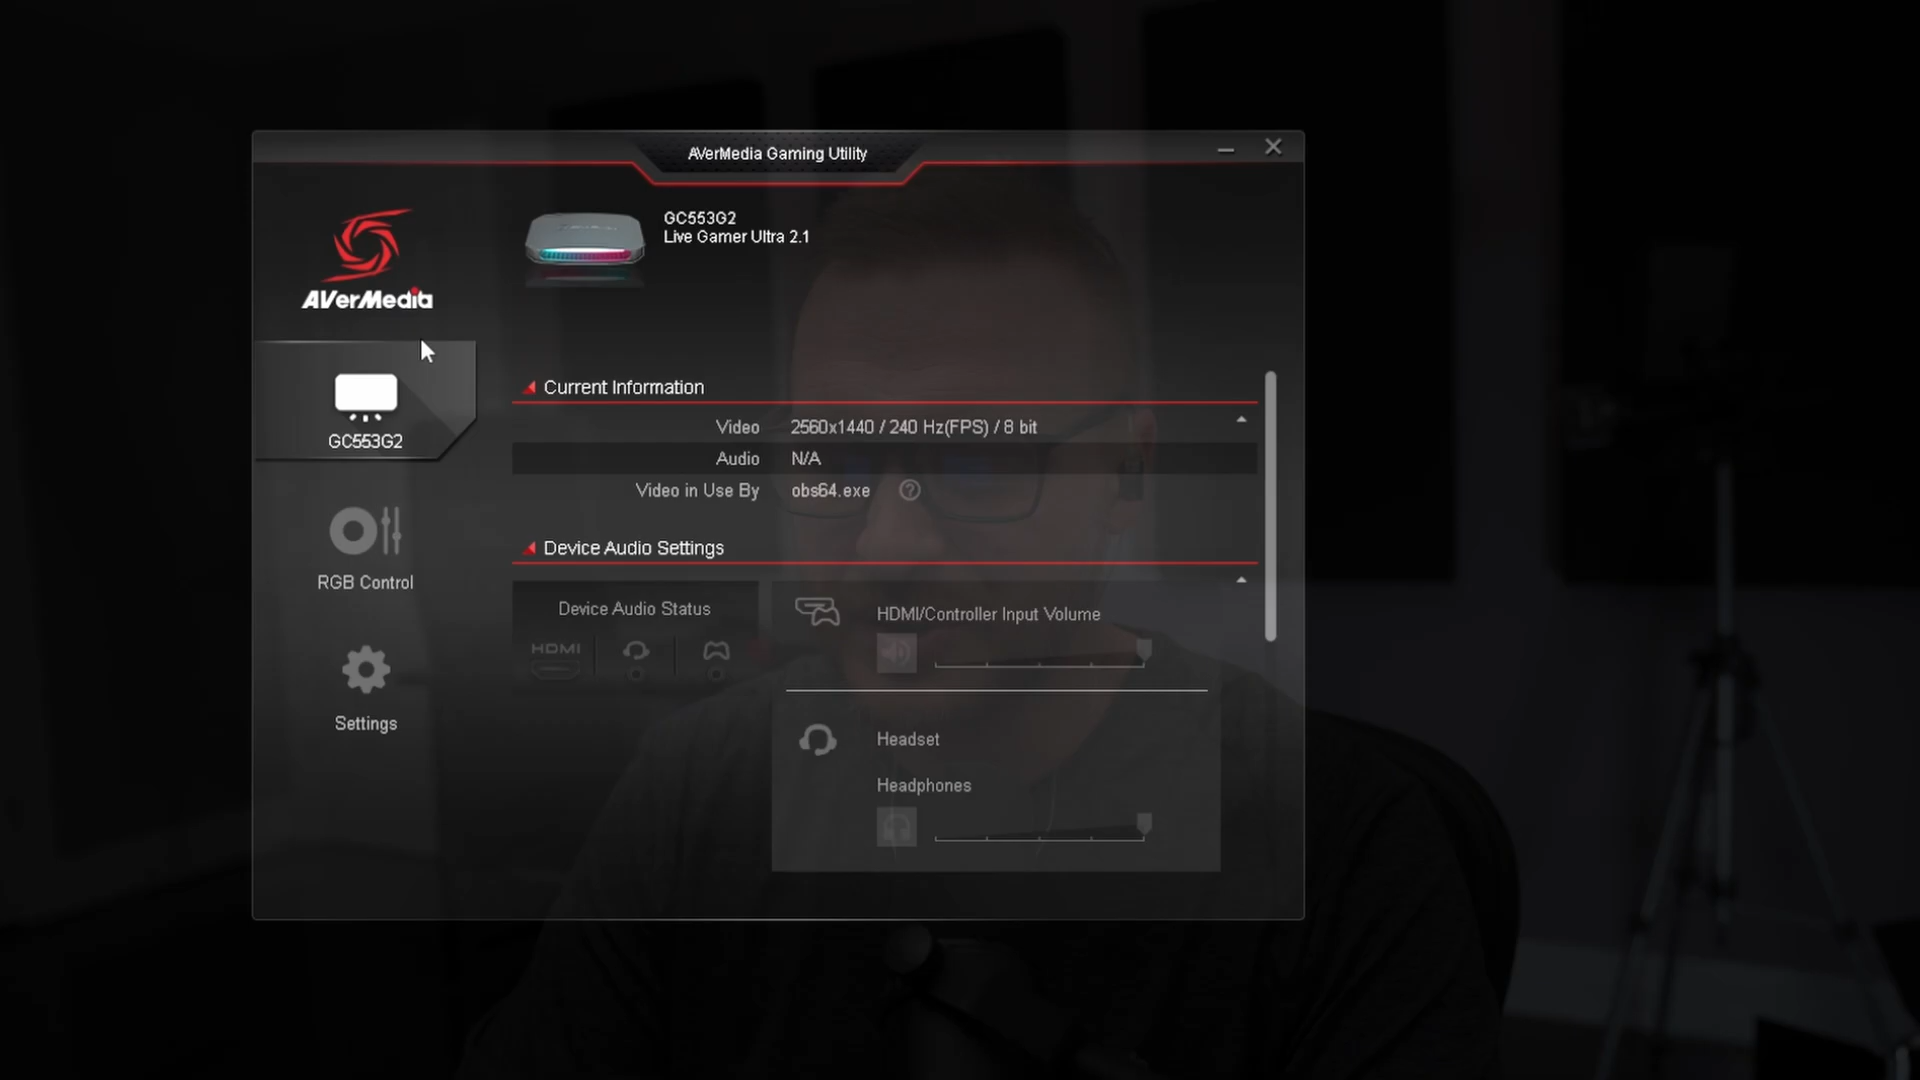 AVerMedia Gaming Utility
AVerMedia
GC553G2
Live Gamer Ultra 2.1
GC553G2
RGB Control
Settings
Current Information
Video 2560x1440 / 240 Hz(FPS) / 8 bit
Audio N/A
Video in Use By obs64.exe ?
Device Audio Settings
Device Audio Status
HDMI
HDMI/Controller Input Volume
Headset
Headphones